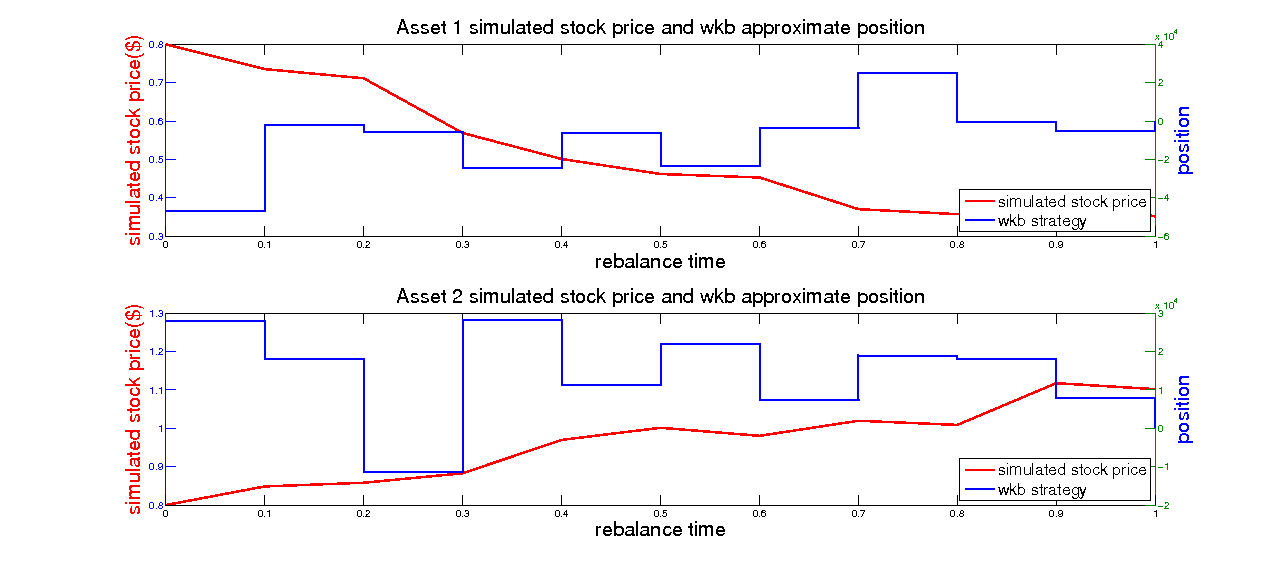 Asset 1 simulated stock price and wkb approximate position
x 10^4
simulated stock price($)
0.8
0.7
0.6
0.5
0.4
0.3
4
2
0
−2
−4
−6
position
simulated stock price
wkb strategy
0 0.1 0.2 0.3 0.4 0.5 0.6 0.7 0.8 0.9 1
rebalance time
Asset 2 simulated stock price and wkb approximate position
x 10^4
simulated stock price($)
1.3
1.2
1.1
1
0.9
0.8
3
2
1
0
−1
−2
position
simulated stock price
wkb strategy
0 0.1 0.2 0.3 0.4 0.5 0.6 0.7 0.8 0.9 1
rebalance time